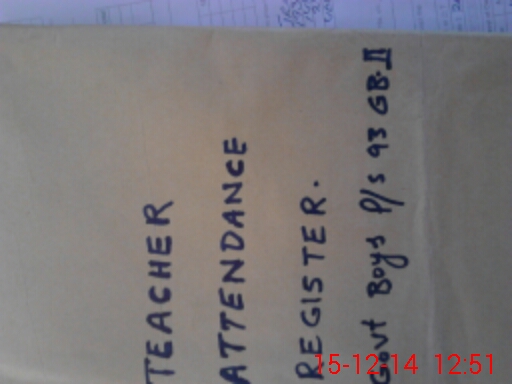 TEACHER
ATTENDANCE
REGISTER.
Govt Boys P/S 93 GB-II
15-12-14 12:51